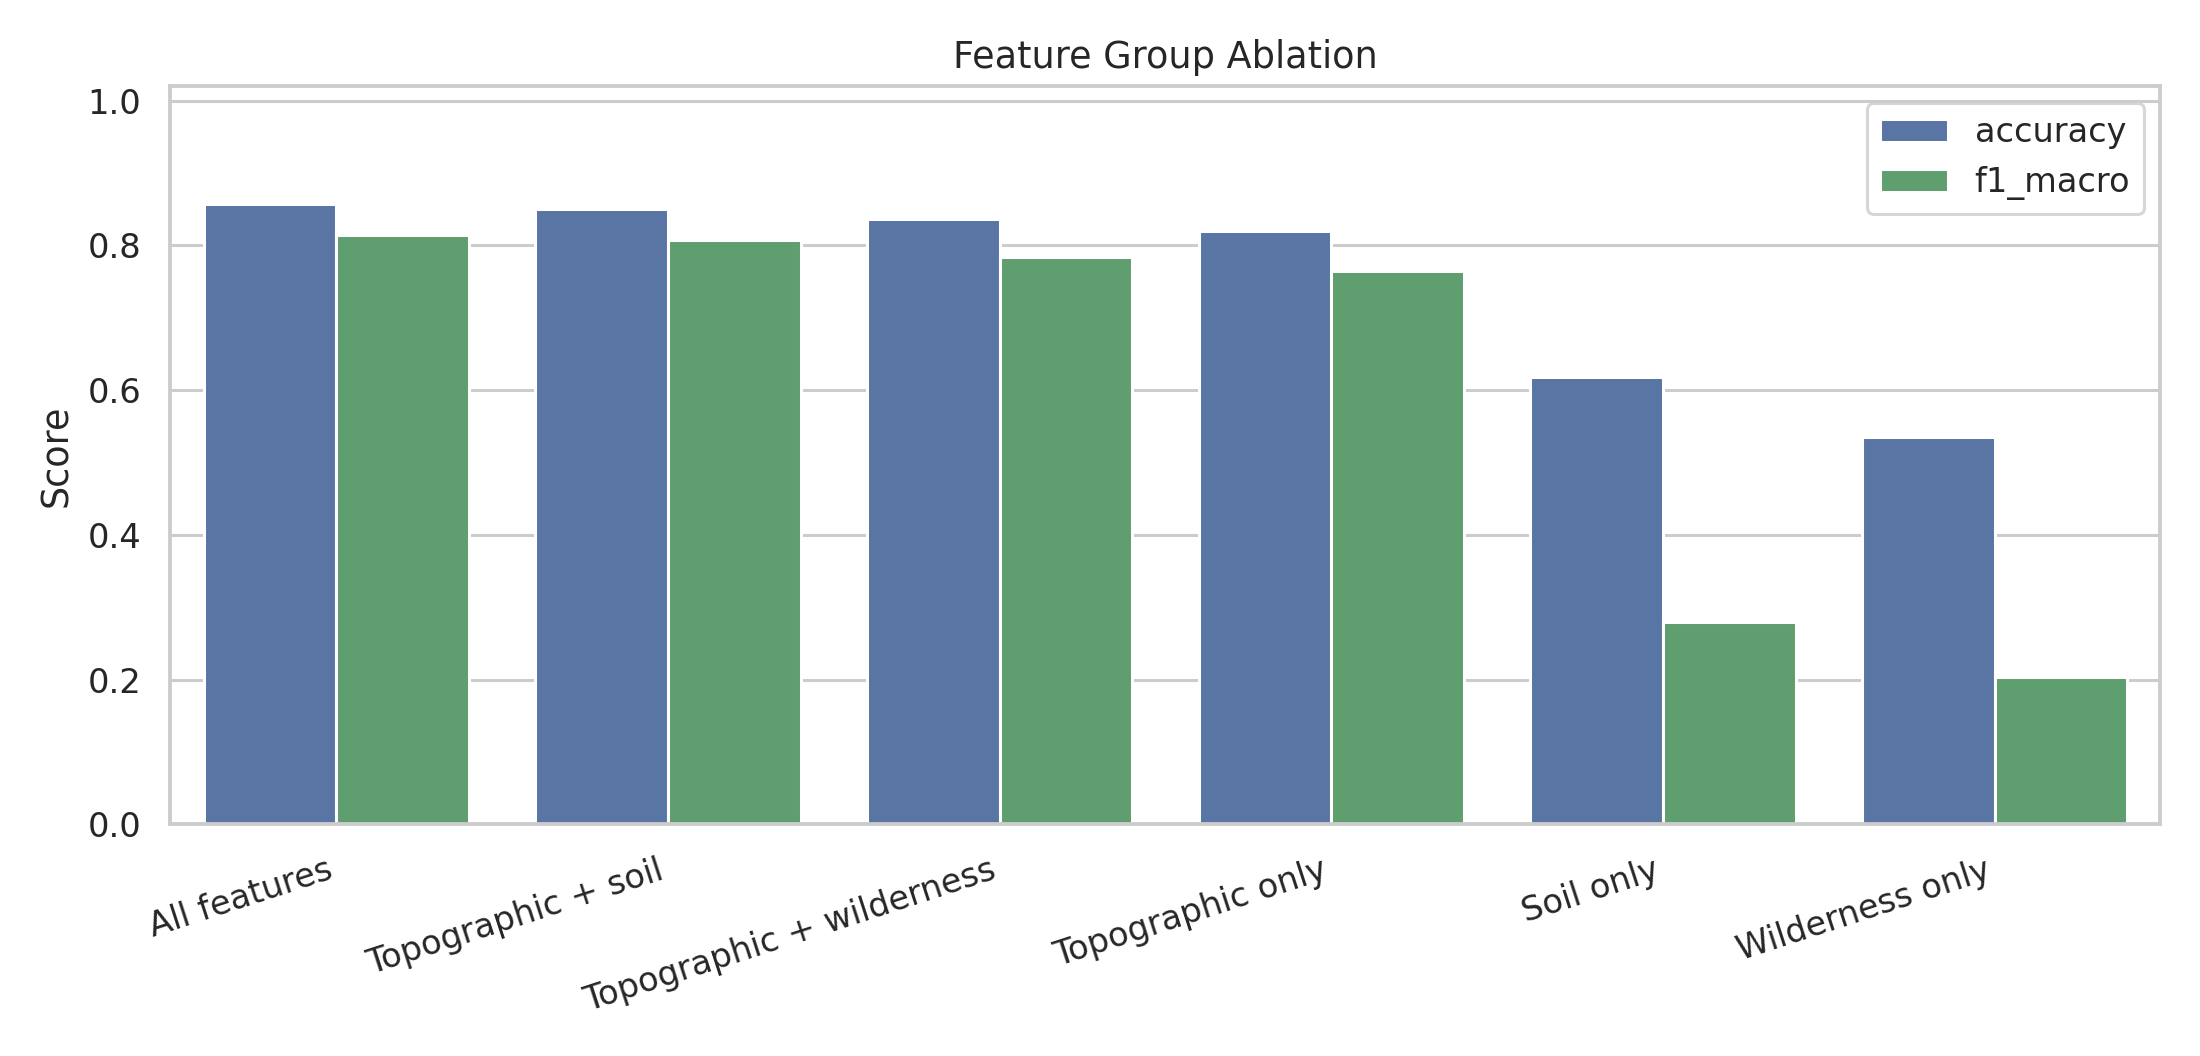 Feature Group Ablation
1.0
0.8
0.6
0.4
0.2
0.0
Score
accuracy
f1_macro
All features
Topographic + soil
Topographic + wilderness
Topographic only
Soil only
Wilderness only